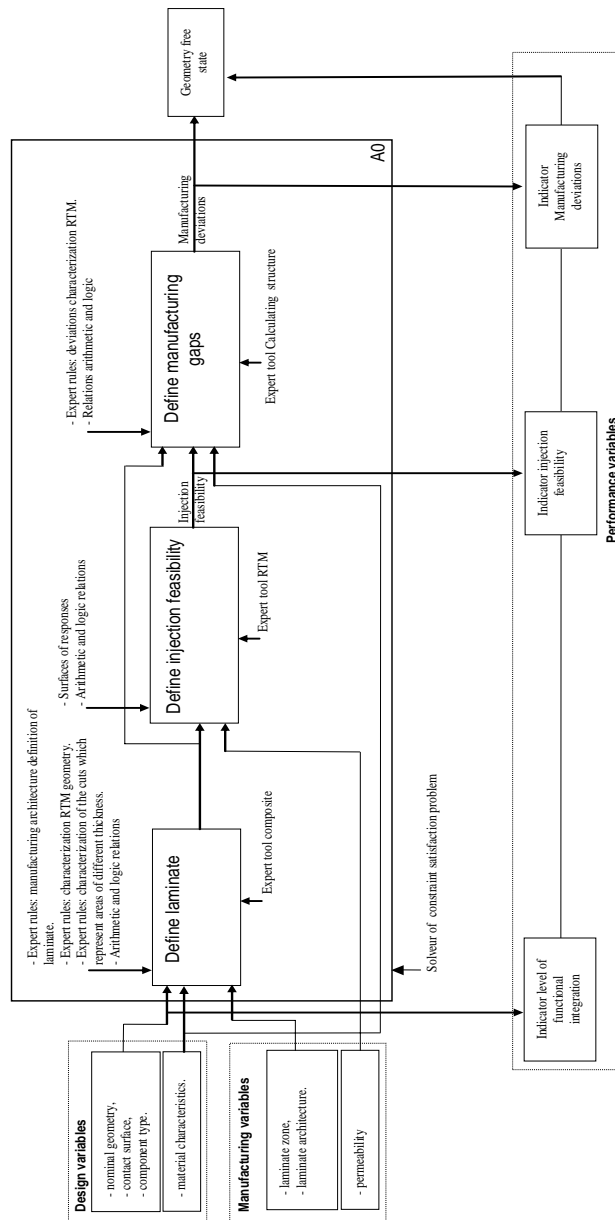 Design variables
- nominal geometry,
- contact surface,
- component type.
- material characteristics.
Manufacturing variables
- laminate zone,
- laminate architecture.
- permeability
- Expert rules: manufacturing architecture definition of
laminate.
- Expert rules: characterization RTM geometry.
- Expert rules: characterization of the cuts which
represent areas of different thickness.
- Arithmetic and logic relations
Define laminate
Expert tool composite
- Surfaces of responses
- Arithmetic and logic relations
Define injection feasibility
Expert tool RTM
Injection
feasibility
- Expert rules: deviations characterization RTM.
- Relations arithmetic and logic
Define manufacturing
gaps
Expert tool Calculating structure
Manufacturing
deviations
A0
Geometry free
state
Solveur of constraint satisfaction problem
Indicator level of
functional
integration
Indicator injection
feasibility
Indicator
Manufacturing
deviations
Performance variables